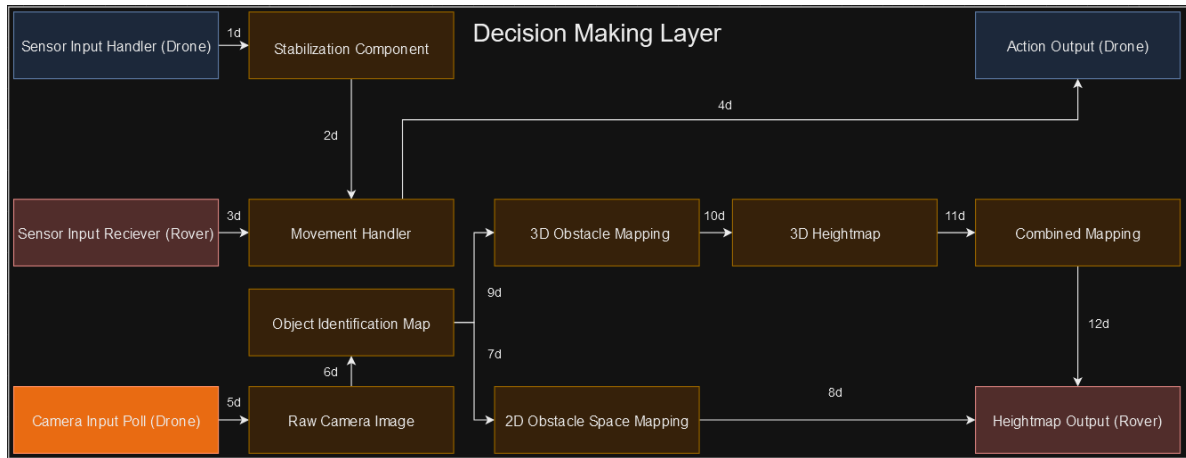 Decision Making Layer
Sensor Input Handler (Drone)
1d
Stabilization Component
Action Output (Drone)
4d
2d
Sensor Input Reciever (Rover)
3d
Movement Handler
3D Obstacle Mapping
10d
3D Heightmap
11d
Combined Mapping
9d
Object Identification Map
12d
7d
6d
Camera Input Poll (Drone)
5d
Raw Camera Image
2D Obstacle Space Mapping
8d
Heightmap Output (Rover)